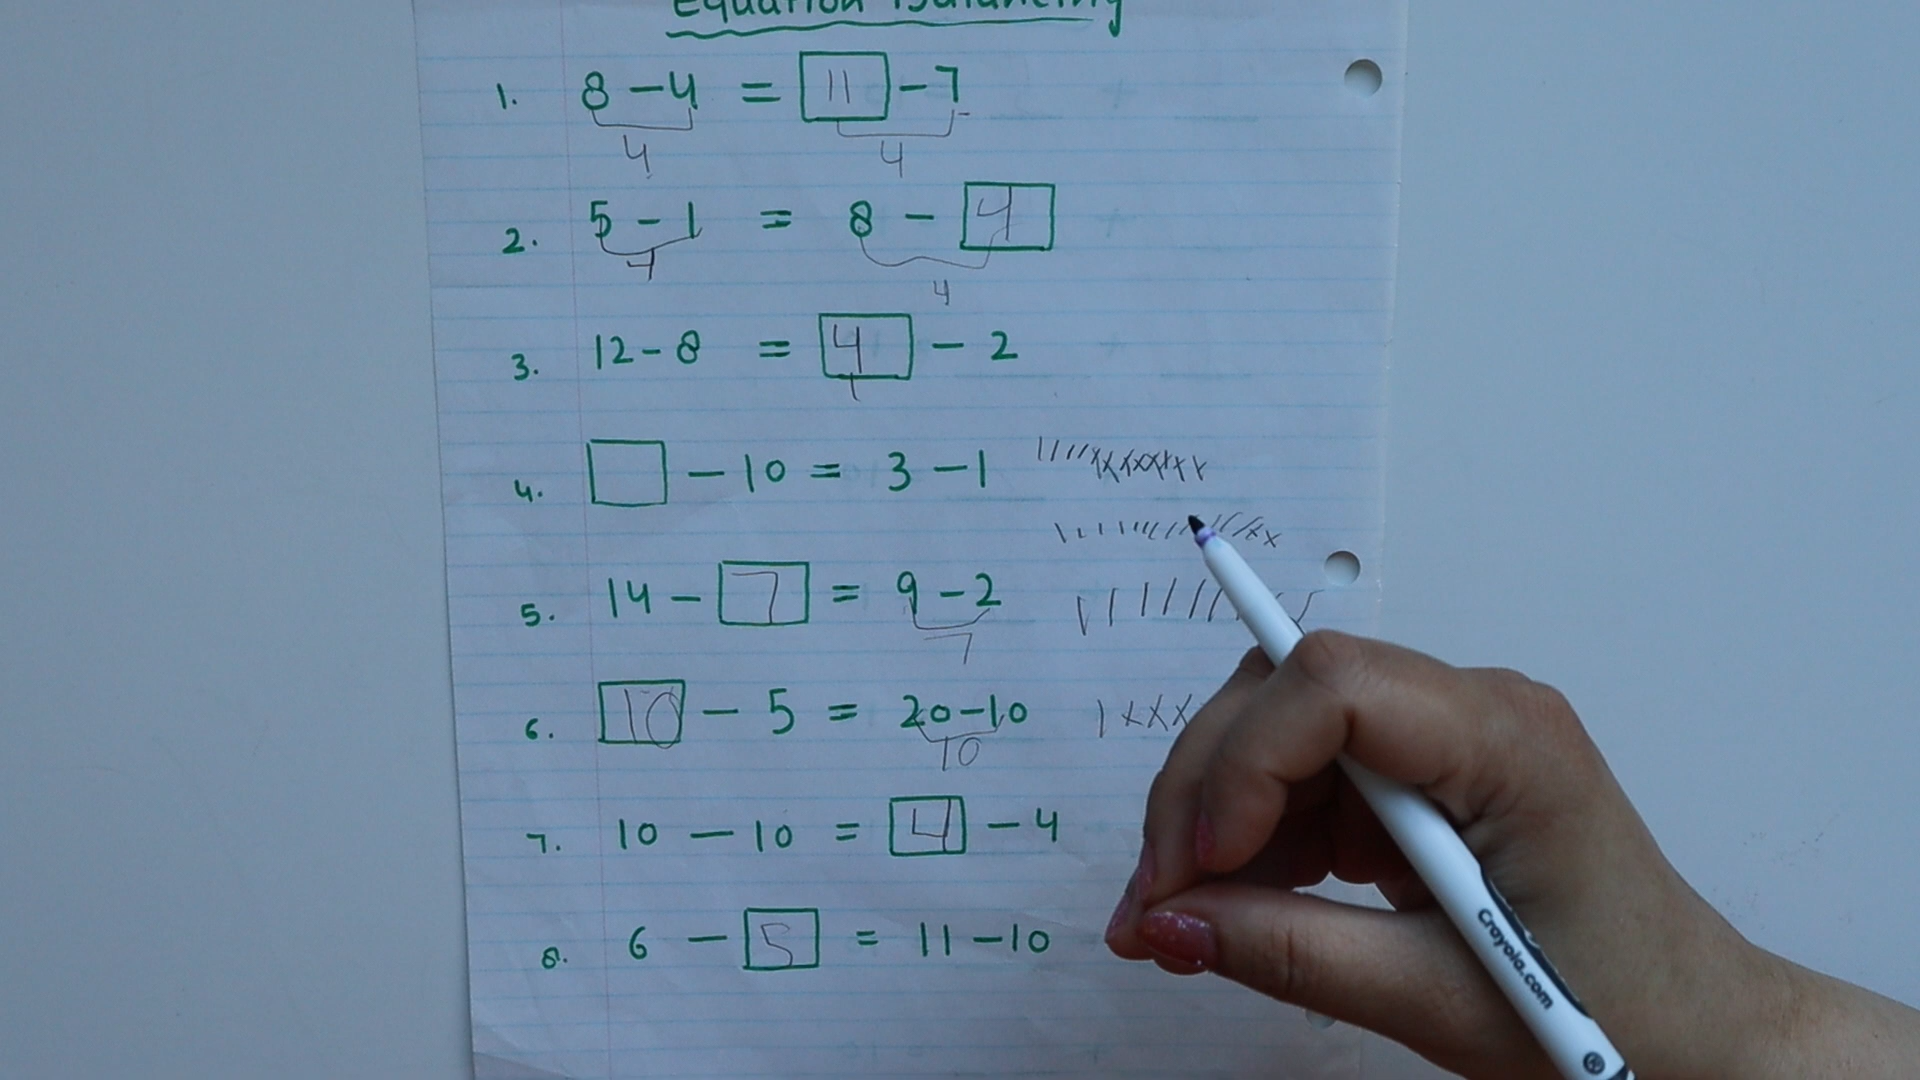 Equation Balancing
1. 8 - 4 = 11 - 7
4 4
2. 5 - 1 = 8 - 4
4 4
3. 12 - 8 = 4 - 2
4. - 10 = 3 - 1
5. 14 - 7 = 9 - 2
7
6. 10 - 5 = 20 - 10
10
7. 10 - 10 = 4 - 4
8. 6 - 5 = 11 - 10
Crayola.com